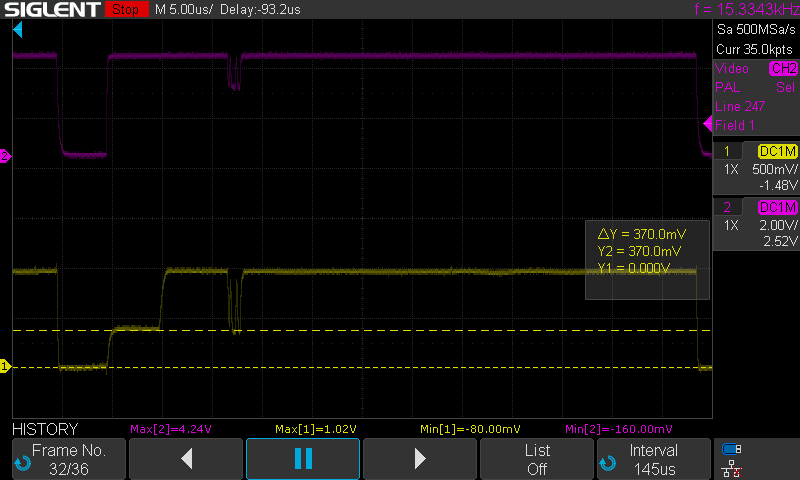 SIGLENT Stop M 5.00us/ Delay:-93.2us f = 15.3343kHz
Sa 500MSa/s
Curr 35.0kpts
Video CH2
PAL Sel
Line 247
Field 1
2
1 DC1M
1X 500mV/
-1.48V
2 DC1M
1X 2.00V/
2.52V
ΔY = 370.0mV
Y2 = 370.0mV
Y1 = 0.000V
1
HISTORY Max[2]=4.24V Max[1]=1.02V Min[1]=-80.00mV Min[2]=-160.00mV
Frame No.
32/36
List
Off
Interval
145us